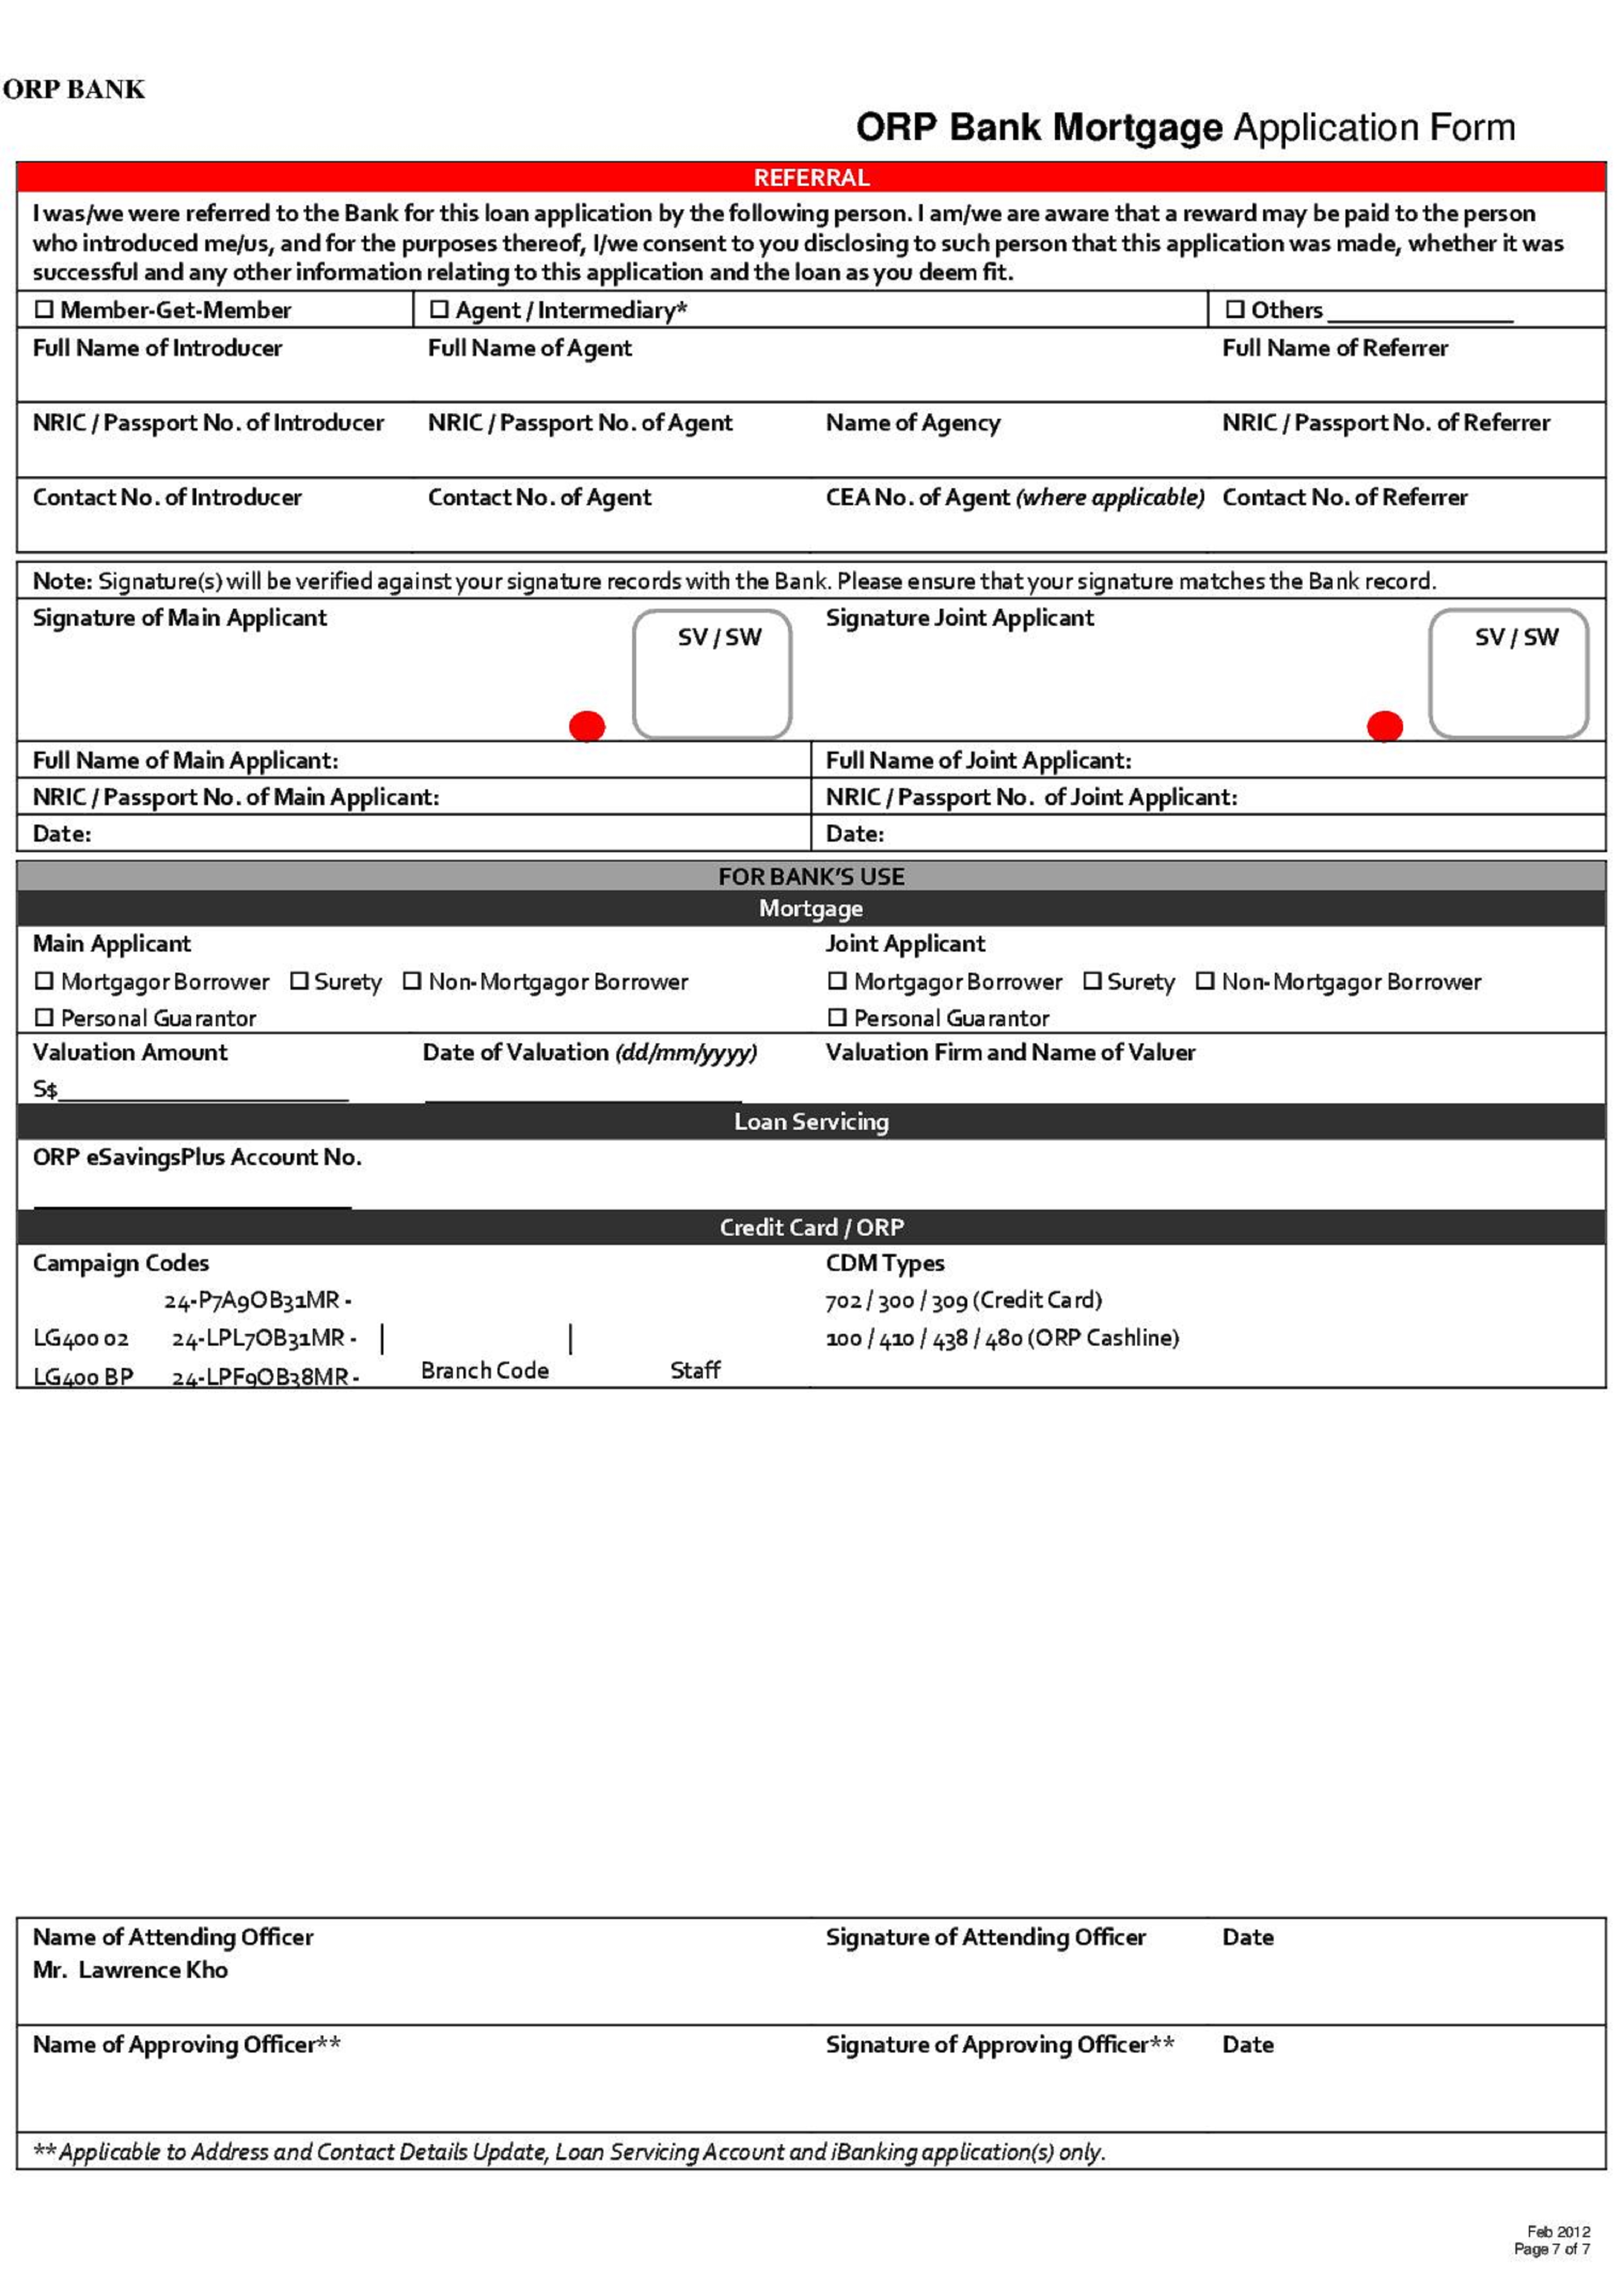 ORP BANK
ORP Bank Mortgage Application Form
REFERRAL
I was/we were referred to the Bank for this loan application by the following person. I am/we are aware that a reward may be paid to the person
who introduced me/us, and for the purposes thereof, I/we consent to you disclosing to such person that this application was made, whether it was
successful and any other information relating to this application and the loan as you deem fit.
☐ Member-Get-Member ☐ Agent / Intermediary* ☐ Others ____________
Full Name of Introducer Full Name of Agent Full Name of Referrer
NRIC / Passport No. of Introducer NRIC / Passport No. of Agent Name of Agency NRIC / Passport No. of Referrer
Contact No. of Introducer Contact No. of Agent CEA No. of Agent (where applicable) Contact No. of Referrer
Note: Signature(s) will be verified against your signature records with the Bank. Please ensure that your signature matches the Bank record.
Signature of Main Applicant SV / SW Signature Joint Applicant SV / SW
Full Name of Main Applicant: Full Name of Joint Applicant:
NRIC / Passport No. of Main Applicant: NRIC / Passport No. of Joint Applicant:
Date: Date:
FOR BANK'S USE
Mortgage
Main Applicant Joint Applicant
☐ Mortgagor Borrower ☐ Surety ☐ Non-Mortgagor Borrower ☐ Mortgagor Borrower ☐ Surety ☐ Non-Mortgagor Borrower
☐ Personal Guarantor ☐ Personal Guarantor
Valuation Amount Date of Valuation (dd/mm/yyyy) Valuation Firm and Name of Valuer
S$____________________ ____________________
Loan Servicing
ORP eSavingsPlus Account No.
____________________
Credit Card / ORP
Campaign Codes CDM Types
24-P7A9OB31MR - 702 / 300 / 309 (Credit Card)
LG400 02 24-LPL7OB31MR - | | 100 / 410 / 438 / 480 (ORP Cashline)
LG400 BP 24-LPF9OB38MR - Branch Code Staff
Name of Attending Officer Signature of Attending Officer Date
Mr. Lawrence Kho
Name of Approving Officer** Signature of Approving Officer** Date
**Applicable to Address and Contact Details Update, Loan Servicing Account and iBanking application(s) only.
Feb 2012
Page 7 of 7